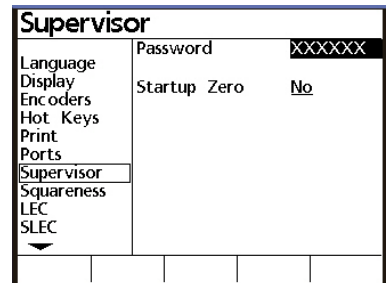 Supervisor
Password XXXXXX
Startup Zero No
Language
Display
Encoders
Hot Keys
Print
Ports
Supervisor
Squareness
LEC
SLEC